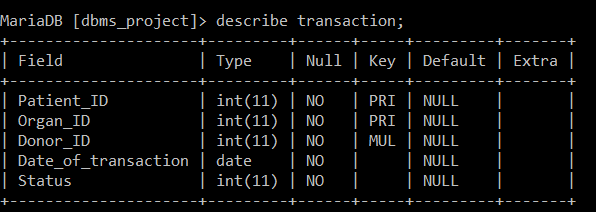 MariaDB [dbms_project]> describe transaction;
+---------------------+---------+------+-----+---------+-------+
| Field               | Type    | Null | Key | Default | Extra |
+---------------------+---------+------+-----+---------+-------+
| Patient_ID          | int(11) | NO   | PRI | NULL    |       |
| Organ_ID            | int(11) | NO   | PRI | NULL    |       |
| Donor_ID            | int(11) | NO   | MUL | NULL    |       |
| Date_of_transaction | date    | NO   |     | NULL    |       |
| Status              | int(11) | NO   |     | NULL    |       |
+---------------------+---------+------+-----+---------+-------+